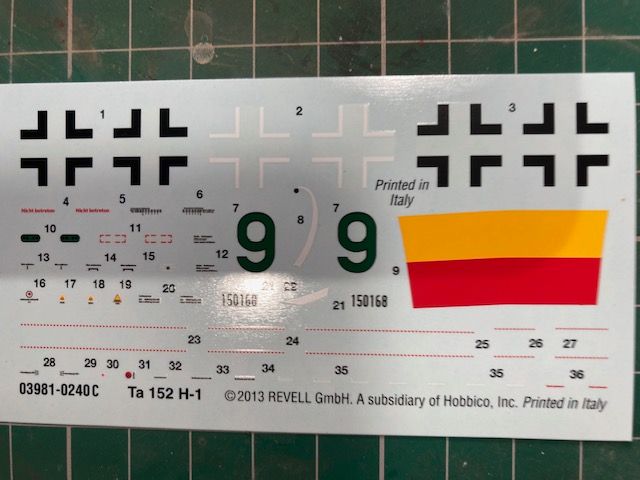 1 2 3
Printed in
Italy
4 5 6
Nicht betreten Nicht betreten
7 9 8 7 9
10 11
12
9
13 14 15
16 17 18 19 20
21 22
150168 21 150168
23 24 25 26 27
28 29 30 31 32 33 34 35 35 36
03981-0240 C Ta 152 H-1 ©2013 REVELL GmbH. A subsidiary of Hobbico, Inc. Printed in Italy